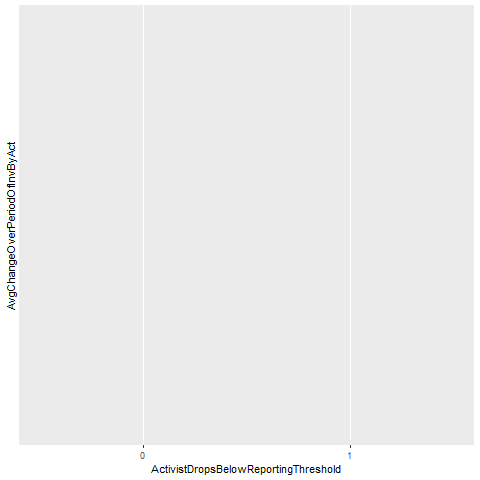 AvgChangeOverPeriodOfInvByAct
0 1
ActivistDropsBelowReportingThreshold